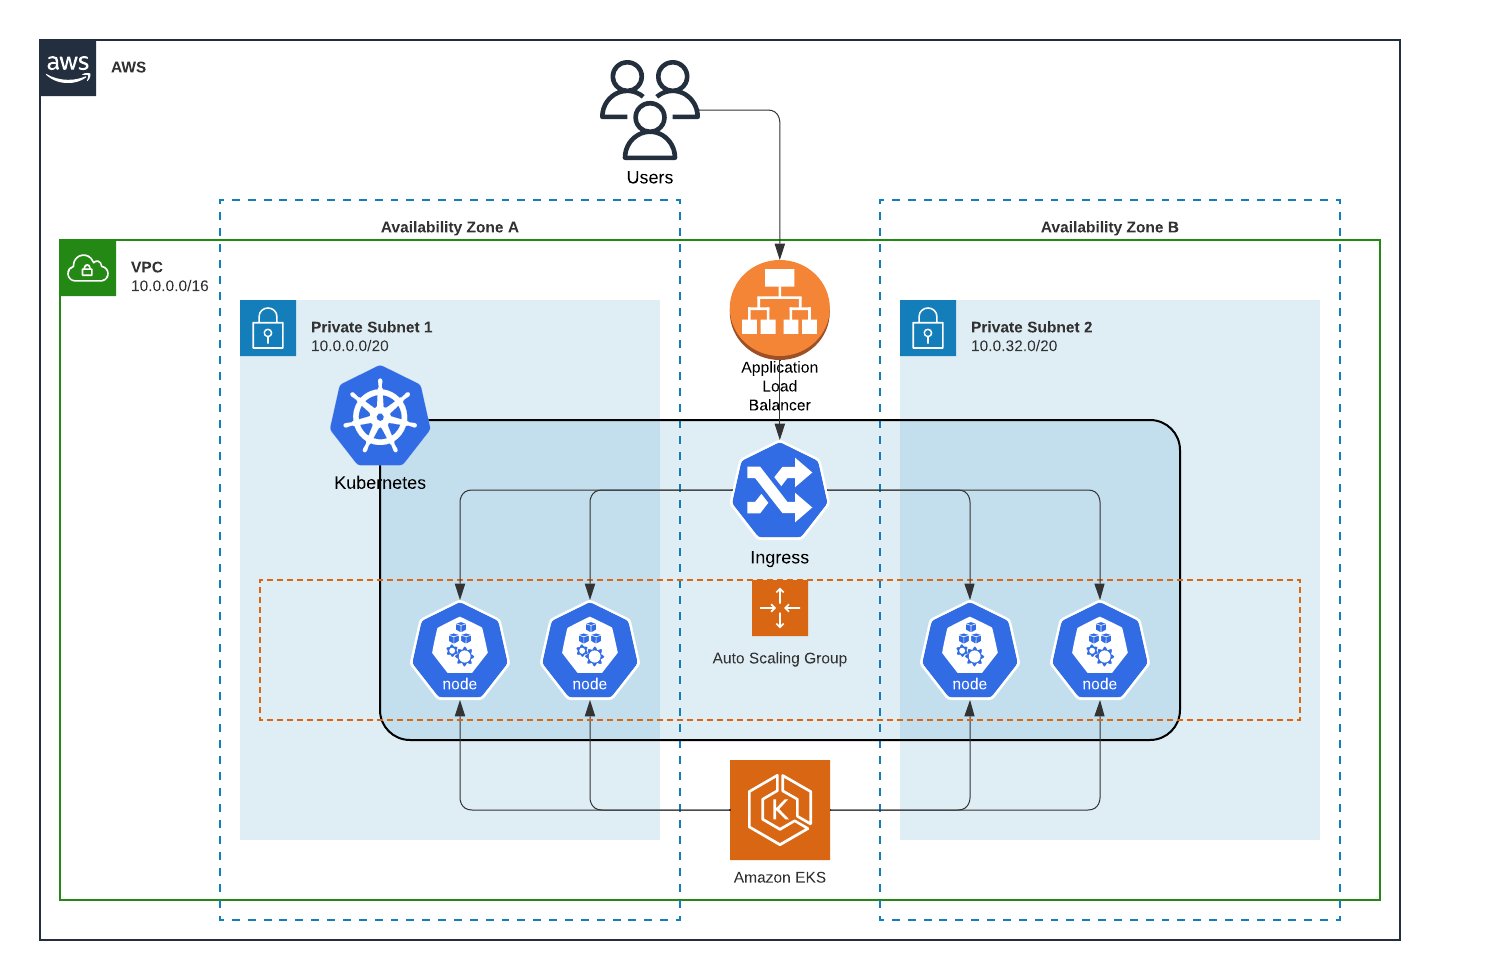 aws
AWS
Users
Availability Zone A
Availability Zone B
VPC
10.0.0.0/16
Private Subnet 1
10.0.0.0/20
Private Subnet 2
10.0.32.0/20
Application
Load
Balancer
Kubernetes
Ingress
Auto Scaling Group
node
node
node
node
K
Amazon EKS